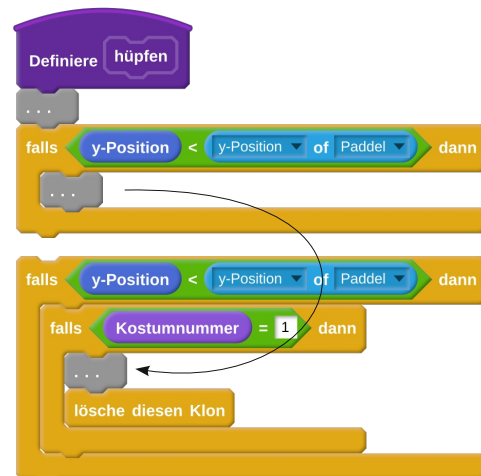 Definiere hüpfen
. . .
falls y-Position < y-Position of Paddel dann
. . .
falls y-Position < y-Position of Paddel dann
falls Kostumnummer = 1 dann
. . .
lösche diesen Klon